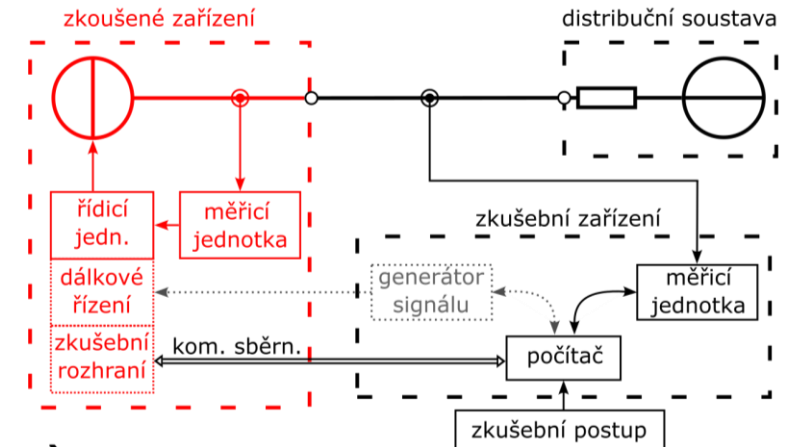 zkoušené zařízení
distribuční soustava
řídicí
jedn.
měřicí
jednotka
zkušební zařízení
dálkové
řízení
generátor
signálu
měřicí
jednotka
zkušební
rozhraní
kom. sběrn.
počítač
zkušební postup